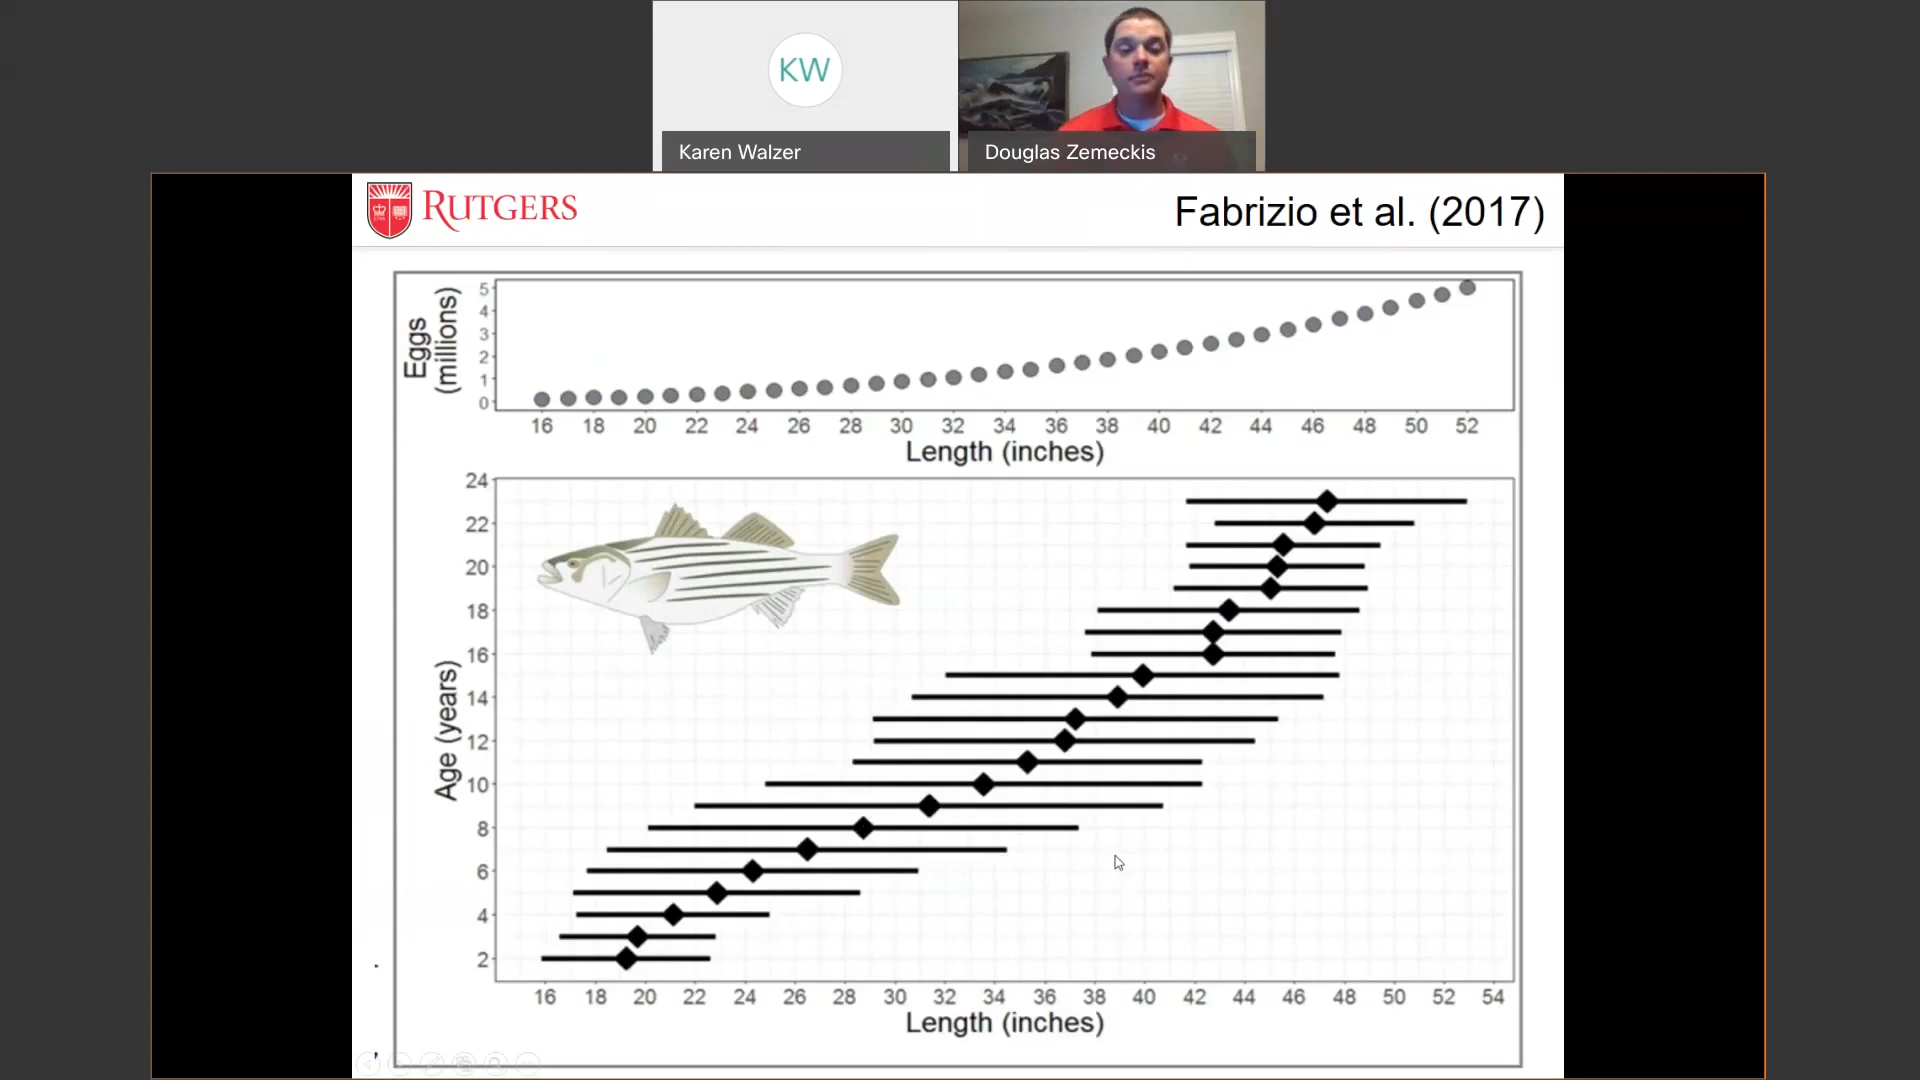 KW
Karen Walzer
Douglas Zemeckis
RUTGERS
Fabrizio et al. (2017)
Eggs
(millions)
5
4
3
2
1
0
16 18 20 22 24 26 28 30 32 34 36 38 40 42 44 46 48 50 52
Length (inches)
Age (years)
24
22
20
18
16
14
12
10
8
6
4
2
16 18 20 22 24 26 28 30 32 34 36 38 40 42 44 46 48 50 52 54
Length (inches)